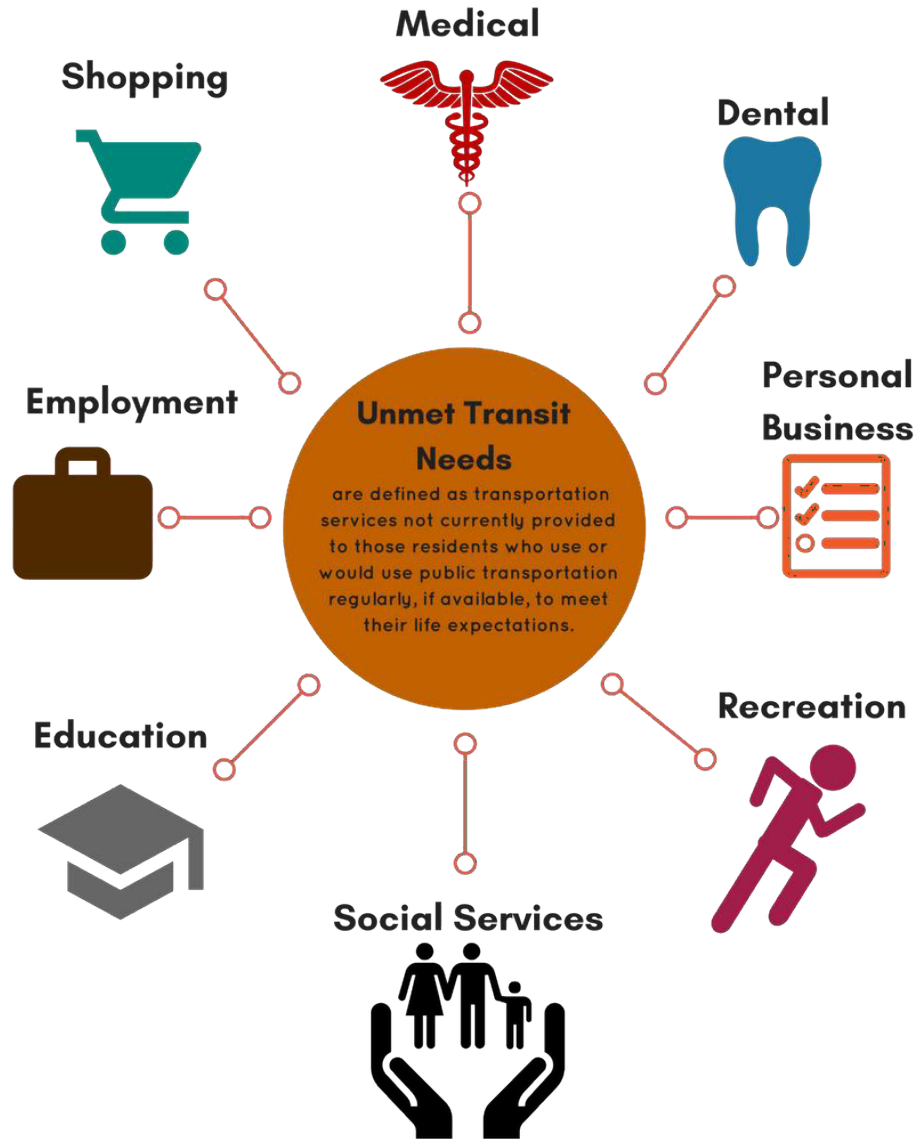 Medical
Shopping
Dental
Personal
Business
Employment
Unmet Transit
Needs
are defined as transportation
services not currently provided
to those residents who use or
would use public transportation
regularly, if available, to meet
their life expectations.
Recreation
Education
Social Services